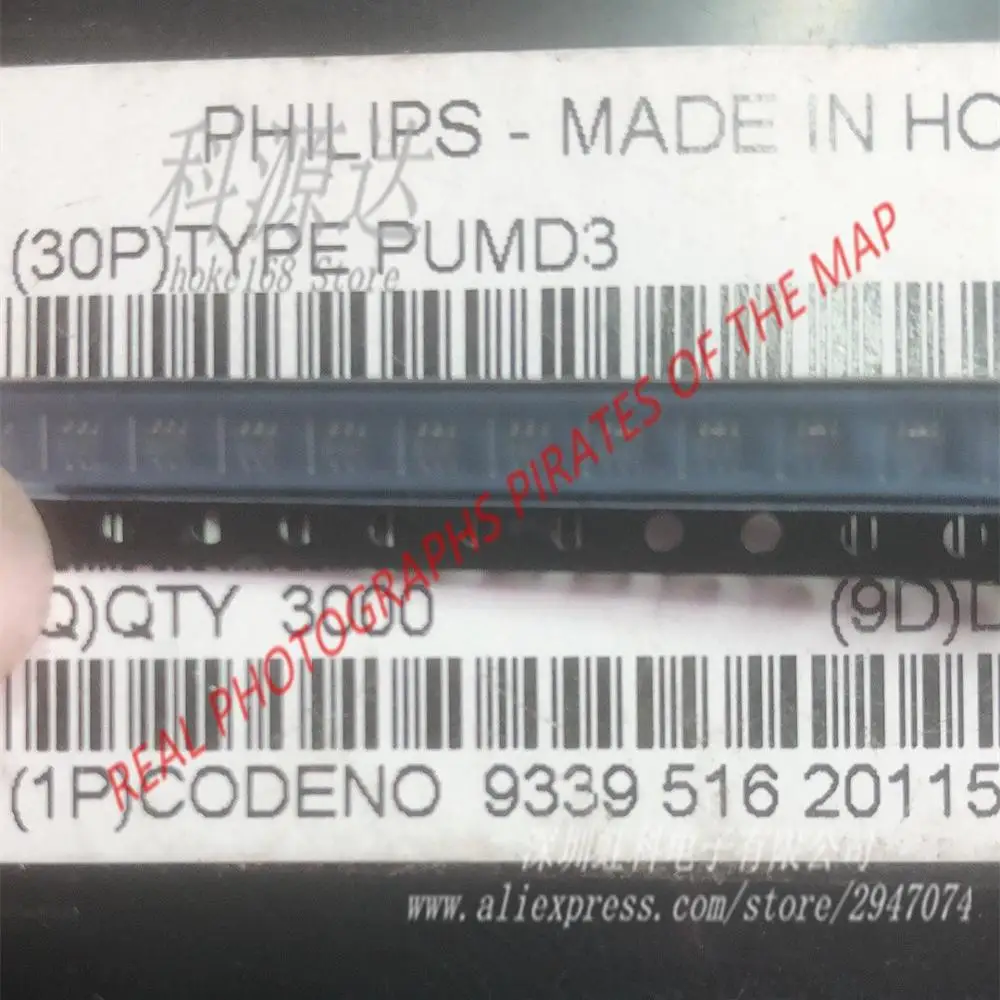 PHILIPS - MADE IN HO
科源达
(30P)TYPE PUMD3
hoke168 Store
REAL PHOTOGRAPHS PIRATES OF THE MAP
Q)QTY 3000
(9D)D
(1P)CODENO 9339 516 20115
www.aliexpress.com/store/2947074